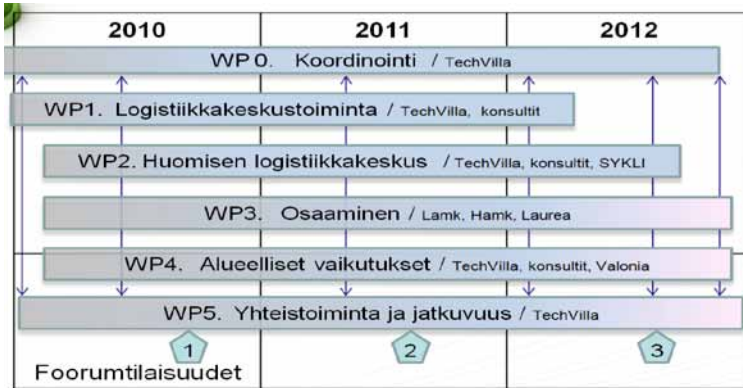 2010 2011 2012
WP 0. Koordinointi / TechVilla
WP1. Logistiikkakeskustoiminta / TechVilla, konsultit
WP2. Huomisen logistiikkakeskus / TechVilla, konsultit, SYKLI
WP3. Osaaminen / Lamk, Hamk, Laurea
WP4. Alueelliset vaikutukset / TechVilla, konsultit, Valonia
WP5. Yhteistoiminta ja jatkuvuus / TechVilla
1 2 3
Foorumtilaisuudet